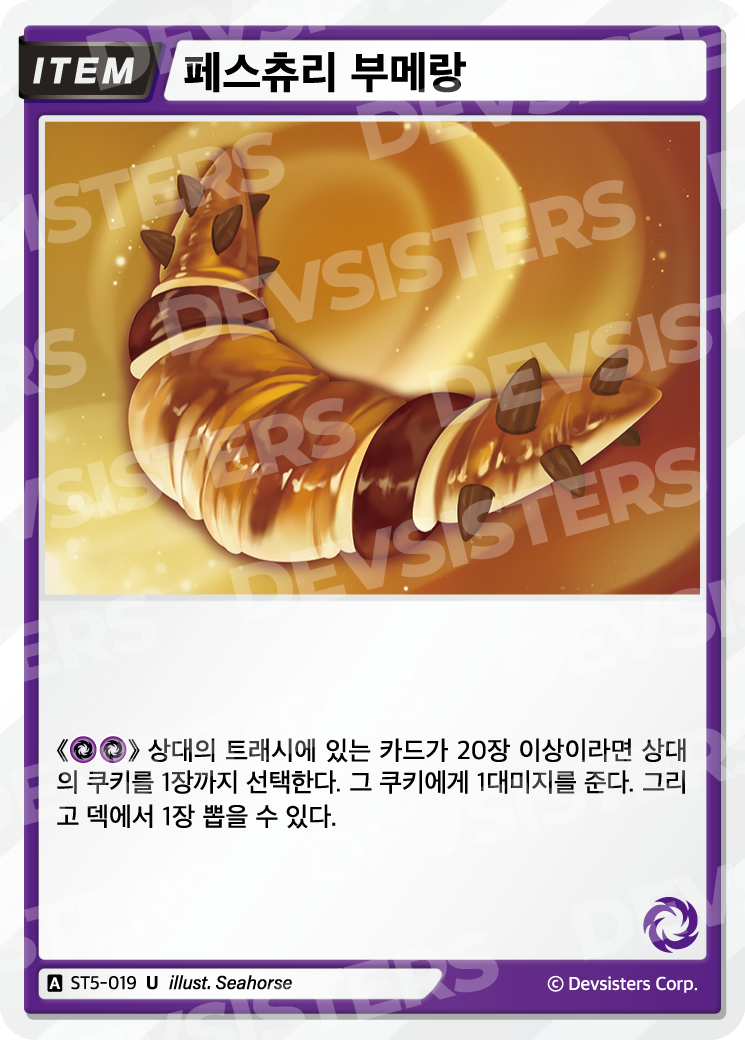 ITEM
페스츄리 부메랑
《》 상대의 트래시에 있는 카드가 20장 이상이라면 상대
의 쿠키를 1장까지 선택한다. 그 쿠키에게 1대미지를 준다. 그리
고 덱에서 1장 뽑을 수 있다.
A ST5-019 U illust. Seahorse
© Devsisters Corp.
DEVSISTERS